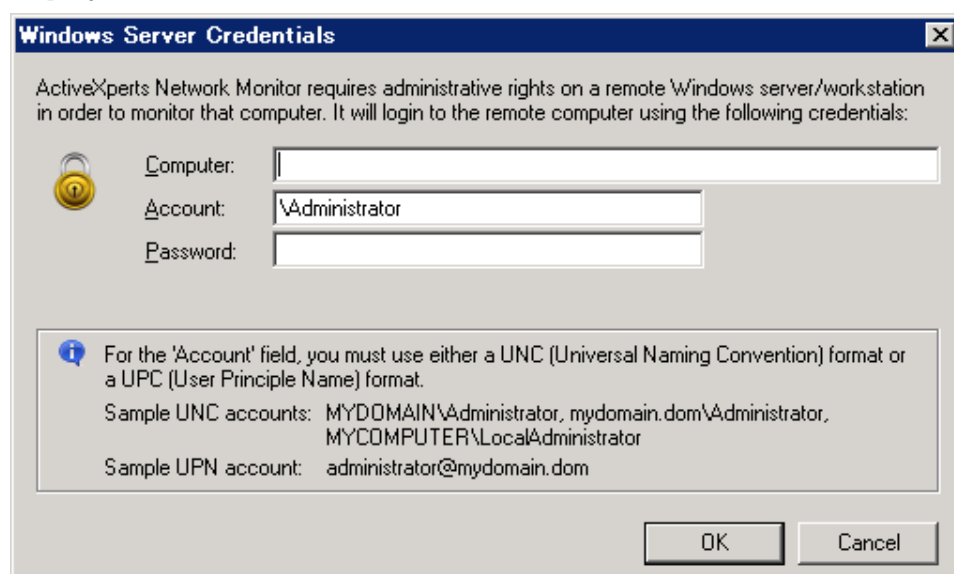 Windows Server Credentials
ActiveXperts Network Monitor requires administrative rights on a remote Windows server/workstation
in order to monitor that computer. It will login to the remote computer using the following credentials:
Computer:
Account: \Administrator
Password:
For the 'Account' field, you must use either a UNC (Universal Naming Convention) format or
a UPC (User Principle Name) format.
Sample UNC accounts: MYDOMAIN\Administrator, mydomain.dom\Administrator,
MYCOMPUTER\LocalAdministrator
Sample UPN account: administrator@mydomain.dom
OK Cancel